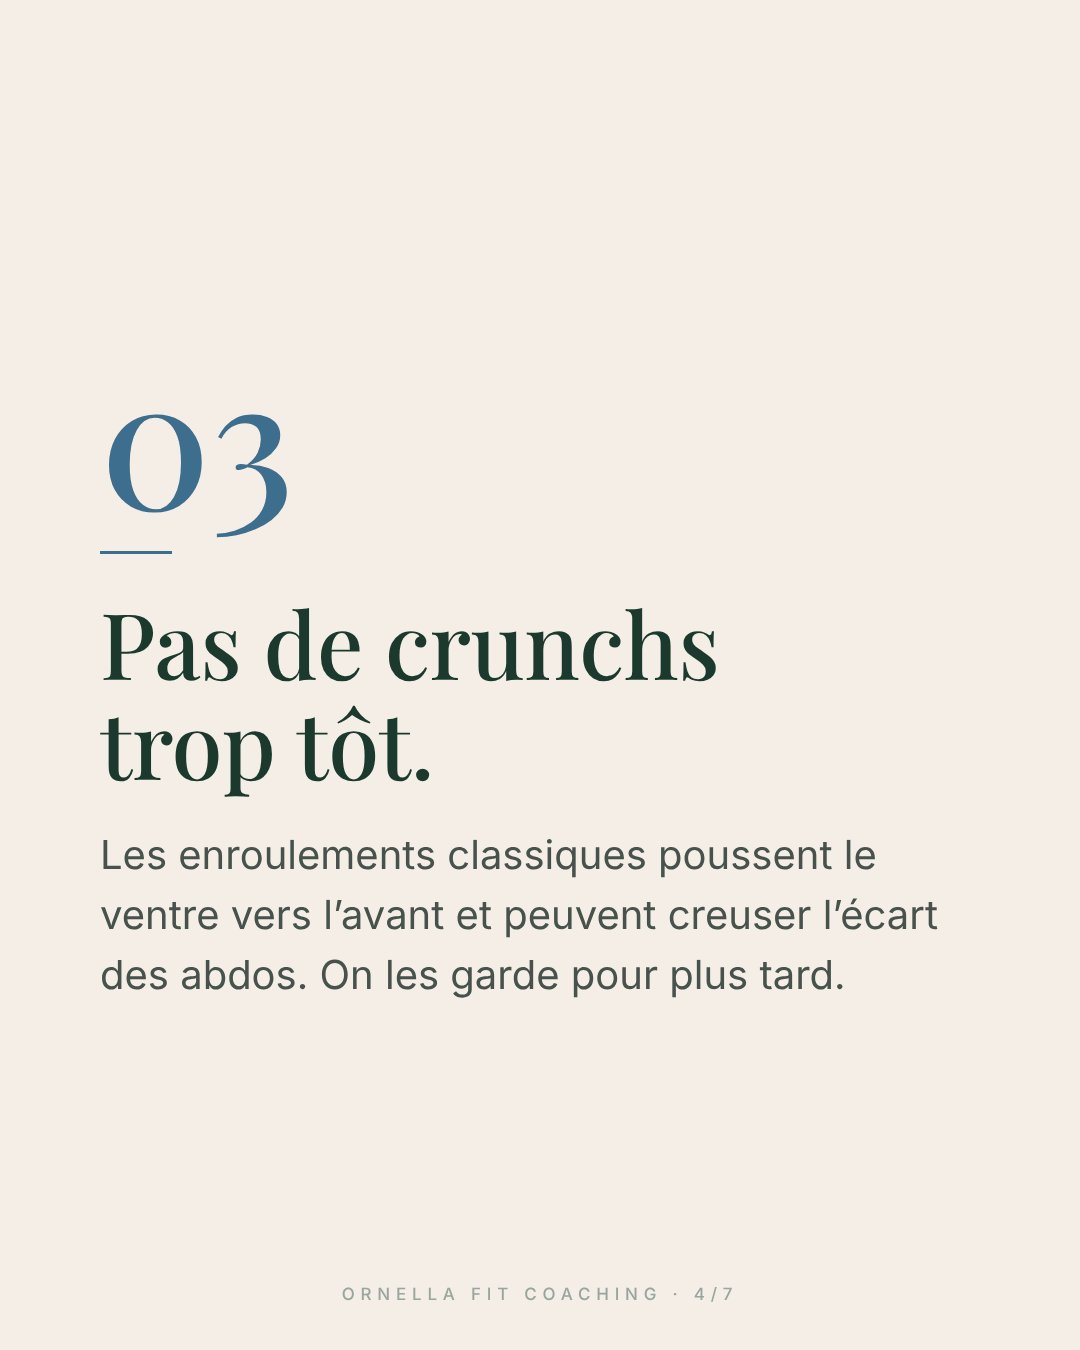 03
Pas de crunchs
trop tôt.
Les enroulements classiques poussent le
ventre vers l’avant et peuvent creuser l’écart
des abdos. On les garde pour plus tard.
ORNELLA FIT COACHING · 4/7